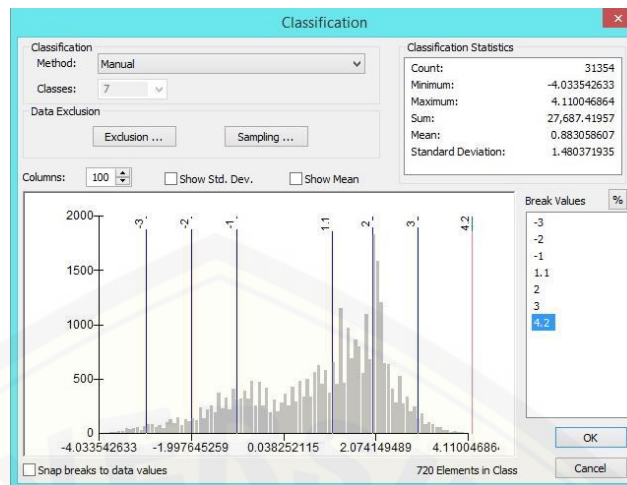 Classification
Classification
Method: Manual
Classes: 7
Data Exclusion
Exclusion ... Sampling ...
Classification Statistics
Count: 31354
Minimum: -4.033542633
Maximum: 4.110046864
Sum: 27,687.41957
Mean: 0.883058607
Standard Deviation: 1.480371935
Columns: 100 Show Std. Dev. Show Mean
Break Values %
-3
-2
-1
1.1
2
3
4.2
-3 -2 -1 1.1 2 3 4.2
2000
1500
1000
500
0
-4.033542633 -1.997645259 0.038252115 2.074149489 4.110046864
OK
Snap breaks to data values 720 Elements in Class Cancel